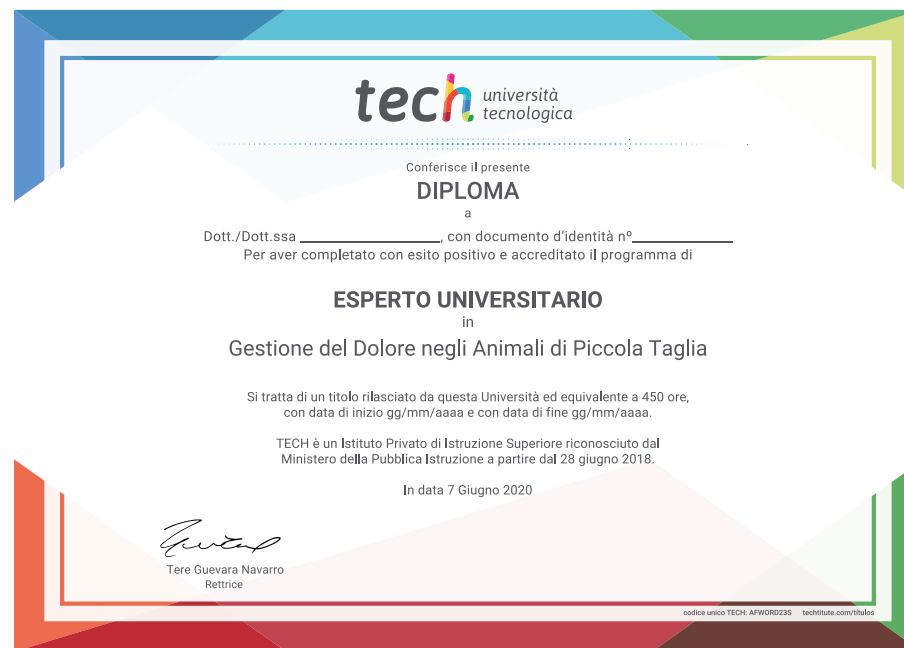 tech università
tecnologica
Conferisce il presente
DIPLOMA
a
Dott./Dott.ssa ____________________, con documento d'identità nº______________
Per aver completato con esito positivo e accreditato il programma di
ESPERTO UNIVERSITARIO
in
Gestione del Dolore negli Animali di Piccola Taglia
Si tratta di un titolo rilasciato da questa Università ed equivalente a 450 ore,
con data di inizio gg/mm/aaaa e con data di fine gg/mm/aaaa.
TECH è un Istituto Privato di Istruzione Superiore riconosciuto dal
Ministero della Pubblica Istruzione a partire dal 28 giugno 2018.
In data 7 Giugno 2020
Tere Guevara Navarro
Rettrice
codice unico TECH: AFWORD23S techtitute.com/titulos